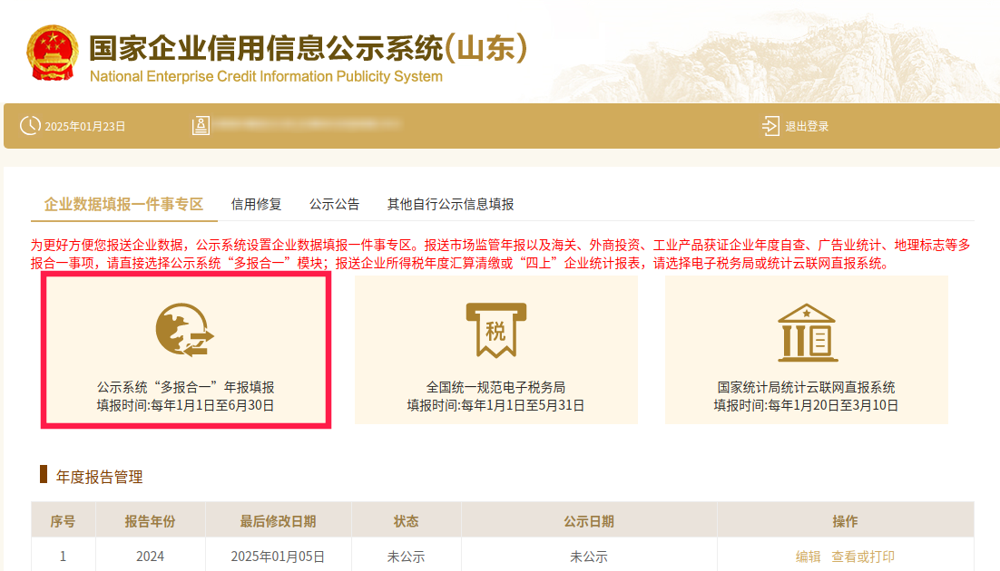 国家企业信用信息公示系统(山东)
National Enterprise Credit Information Publicity System
2025年01月23日
退出登录
企业数据填报一件事专区 信用修复 公示公告 其他自行公示信息填报
为更好方便您报送企业数据，公示系统设置企业数据填报一件事专区。报送市场监管年报以及海关、外商投资、工业产品获证企业年度自查、广告业统计、地理标志等多
报合一事项，请直接选择公示系统“多报合一”模块；报送企业所得税年度汇算清缴或“四上”企业统计报表，请选择电子税务局或统计云联网直报系统。
公示系统“多报合一”年报填报
填报时间:每年1月1日至6月30日
税
全国统一规范电子税务局
填报时间:每年1月1日至5月31日
国家统计局统计云联网直报系统
填报时间:每年1月20日至3月10日
年度报告管理
序号 报告年份 最后修改日期 状态 公示日期 操作
1 2024 2025年01月05日 未公示 未公示 编辑 查看或打印